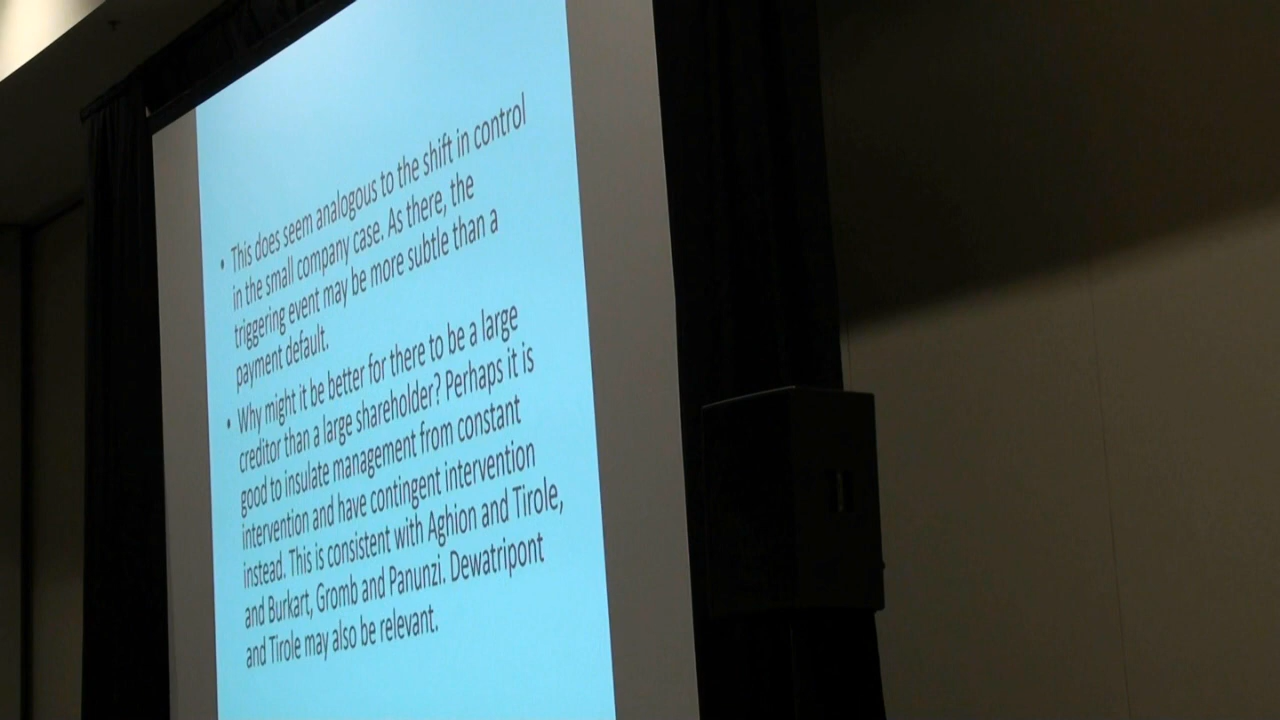 • This does seem analogous to the shift in control
in the small company case. As there, the
triggering event may be more subtle than a
payment default.
• Why might it be better for there to be a large
creditor than a large shareholder? Perhaps it is
good to insulate management from constant
intervention and have contingent intervention
instead. This is consistent with Aghion and Tirole,
and Burkart, Gromb and Panunzi. Dewatripont
and Tirole may also be relevant.